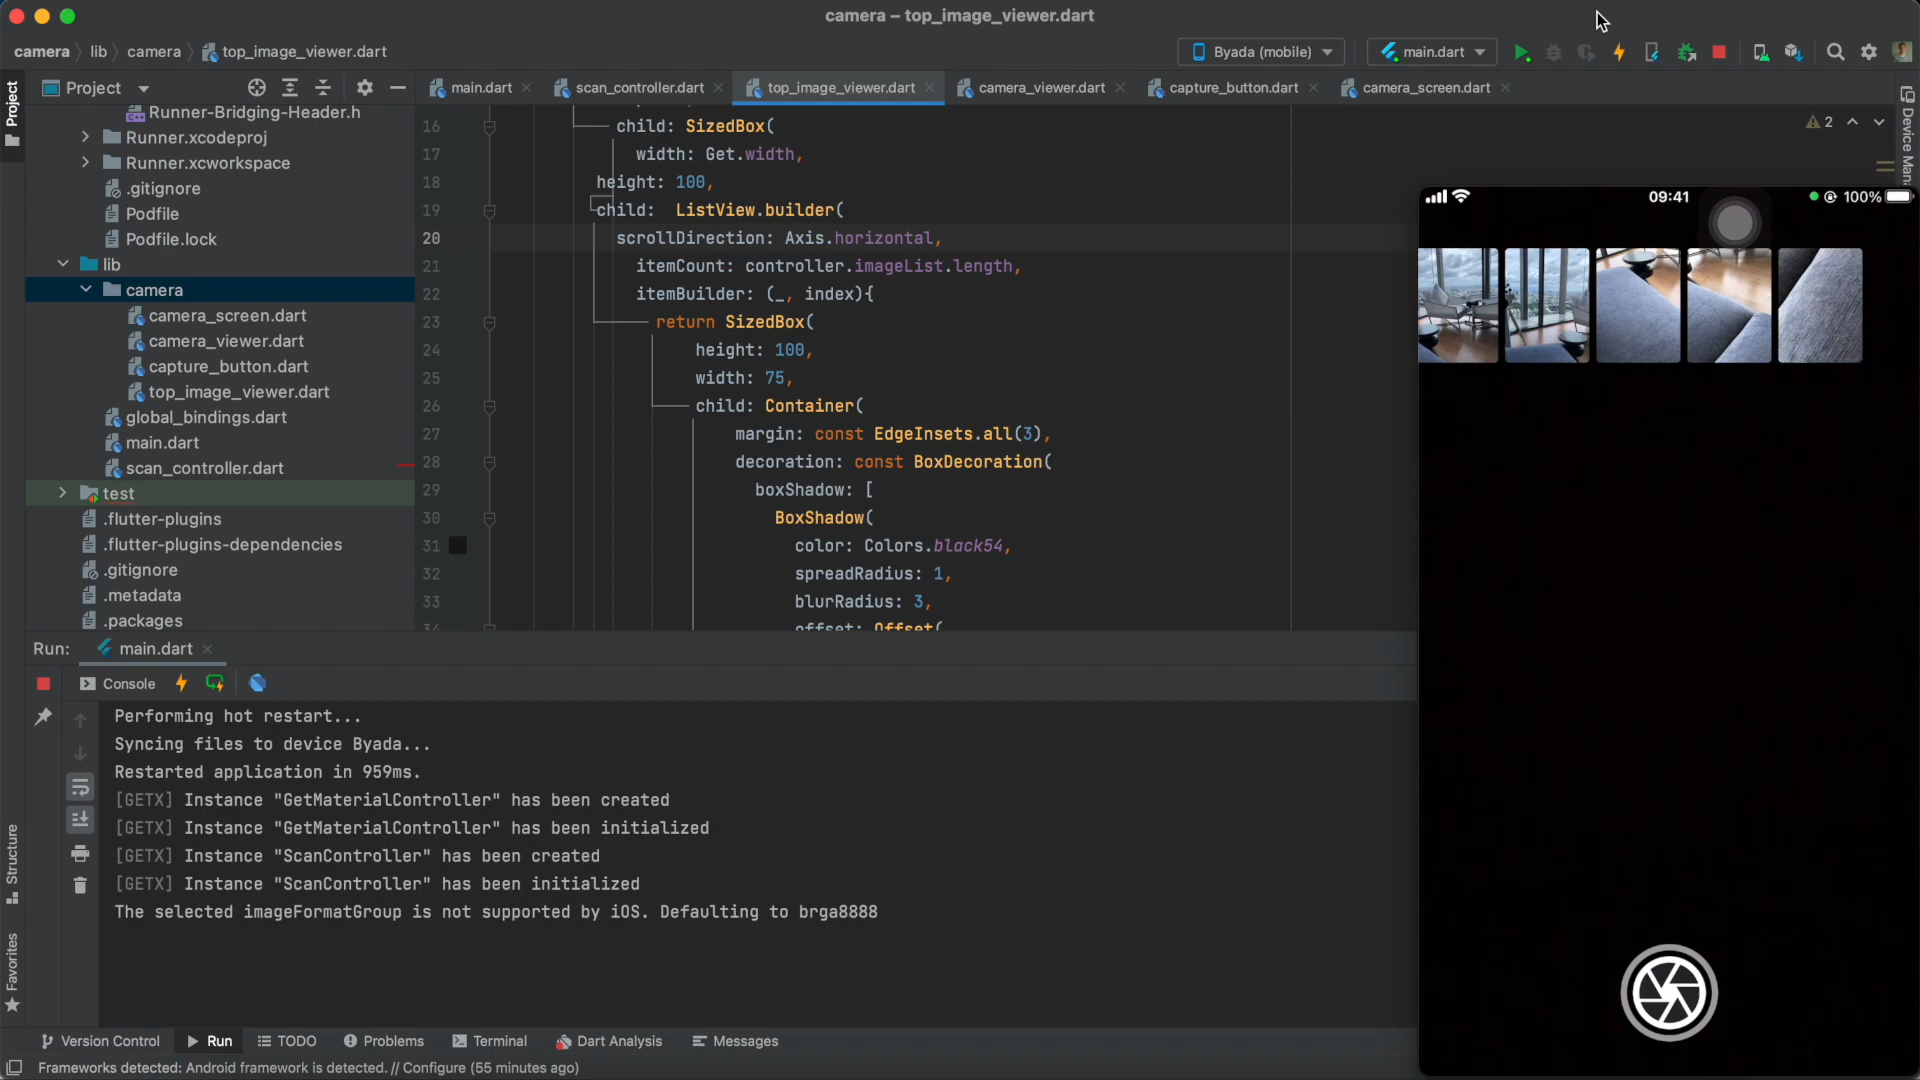 camera – top_image_viewer.dart
camera lib camera top_image_viewer.dart
Byada (mobile) main.dart
Project
main.dart scan_controller.dart top_image_viewer.dart camera_viewer.dart capture_button.dart camera_screen.dart
Project
Runner-Bridging-Header.h
Runner.xcodeproj
Runner.xcworkspace
.gitignore
Podfile
Podfile.lock
lib
camera
camera_screen.dart
camera_viewer.dart
capture_button.dart
top_image_viewer.dart
global_bindings.dart
main.dart
scan_controller.dart
test
.flutter-plugins
.flutter-plugins-dependencies
.gitignore
.metadata
.packages
16 child: SizedBox(
17 width: Get.width,
18 height: 100,
19 child: ListView.builder(
20 scrollDirection: Axis.horizontal,
21 itemCount: controller.imageList.length,
22 itemBuilder: (_, index){
23 return SizedBox(
24 height: 100,
25 width: 75,
26 child: Container(
27 margin: const EdgeInsets.all(3),
28 decoration: const BoxDecoration(
29 boxShadow: [
30 BoxShadow(
31 color: Colors.black54,
32 spreadRadius: 1,
33 blurRadius: 3,
34 offset: Offset(
2
09:41
100%
Run: main.dart
Console
Performing hot restart...
Syncing files to device Byada...
Restarted application in 959ms.
[GETX] Instance "GetMaterialController" has been created
[GETX] Instance "GetMaterialController" has been initialized
[GETX] Instance "ScanController" has been created
[GETX] Instance "ScanController" has been initialized
The selected imageFormatGroup is not supported by iOS. Defaulting to brga8888
Structure
Favorites
Version Control Run TODO Problems Terminal Dart Analysis Messages
Frameworks detected: Android framework is detected. // Configure (55 minutes ago)